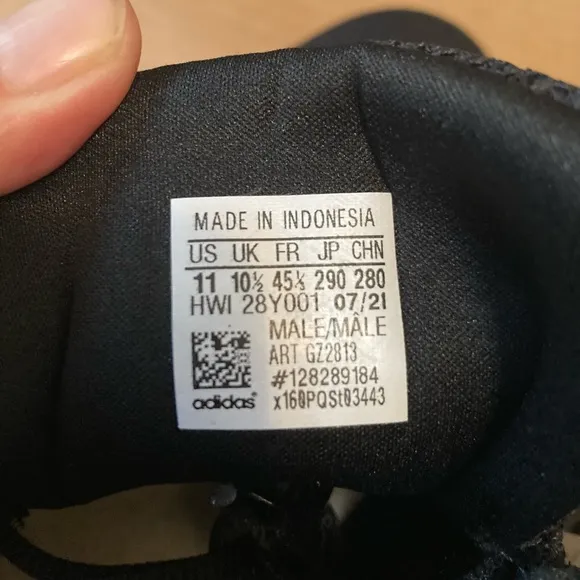 MADE IN INDONESIA
US UK FR JP CHN
11 10½ 45⅓ 290 280
HWI 28Y001 07/21
MALE/MÂLE
ART GZ2813
#128289184
adidas® x160PQSt03443